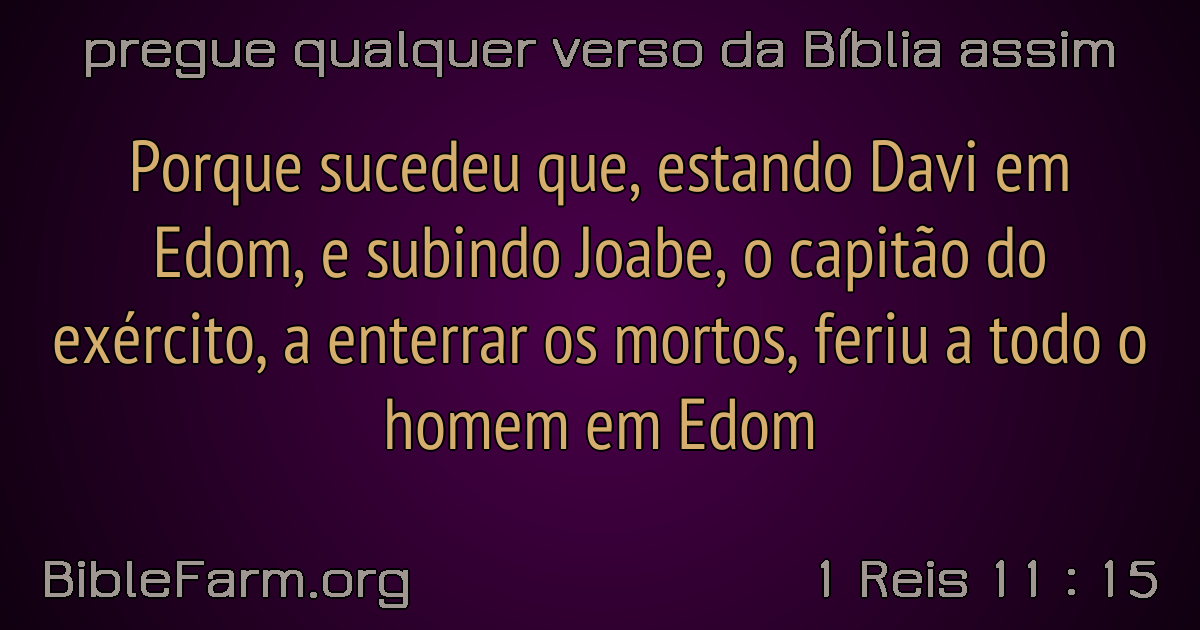 pregue qualquer verso da Bíblia assim
Porque sucedeu que, estando Davi em
Edom, e subindo Joabe, o capitão do
exército, a enterrar os mortos, feriu a todo o
homem em Edom
BibleFarm.org
1 Reis 11 : 15